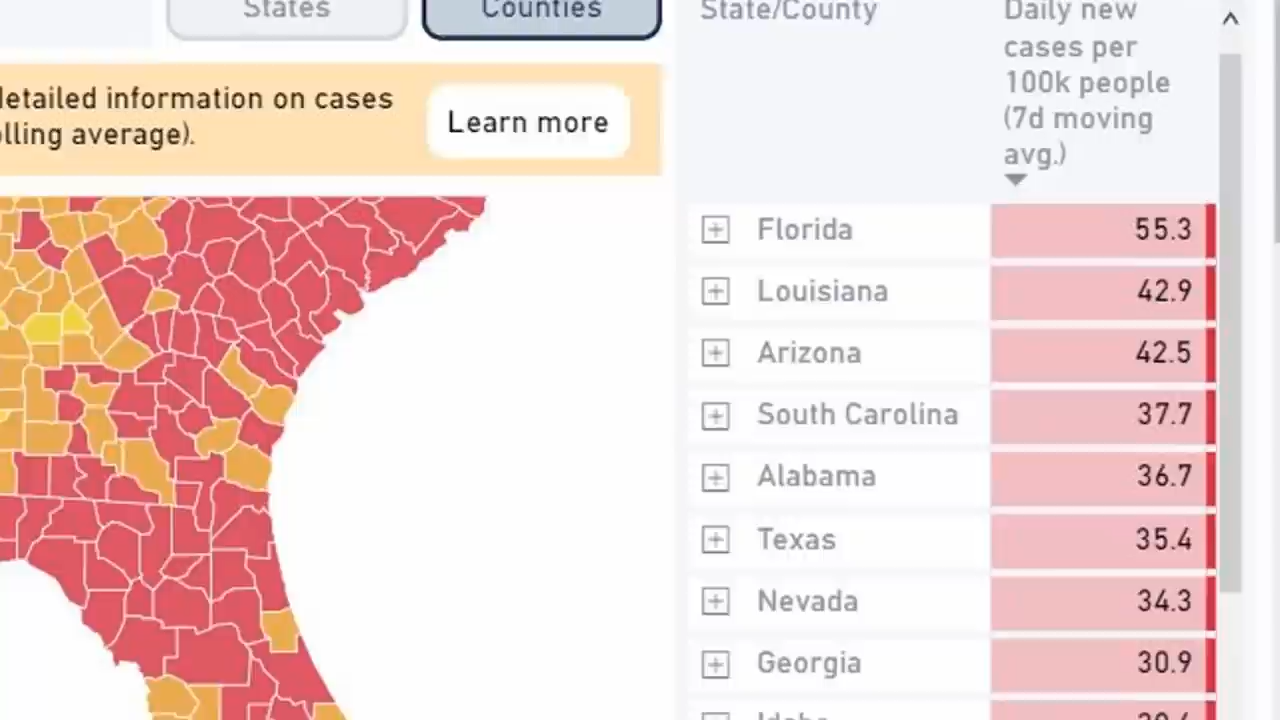 States
Counties
detailed information on cases
olling average).
Learn more
State/County
Daily new
cases per
100k people
(7d moving
avg.)
Florida 55.3
Louisiana 42.9
Arizona 42.5
South Carolina 37.7
Alabama 36.7
Texas 35.4
Nevada 34.3
Georgia 30.9